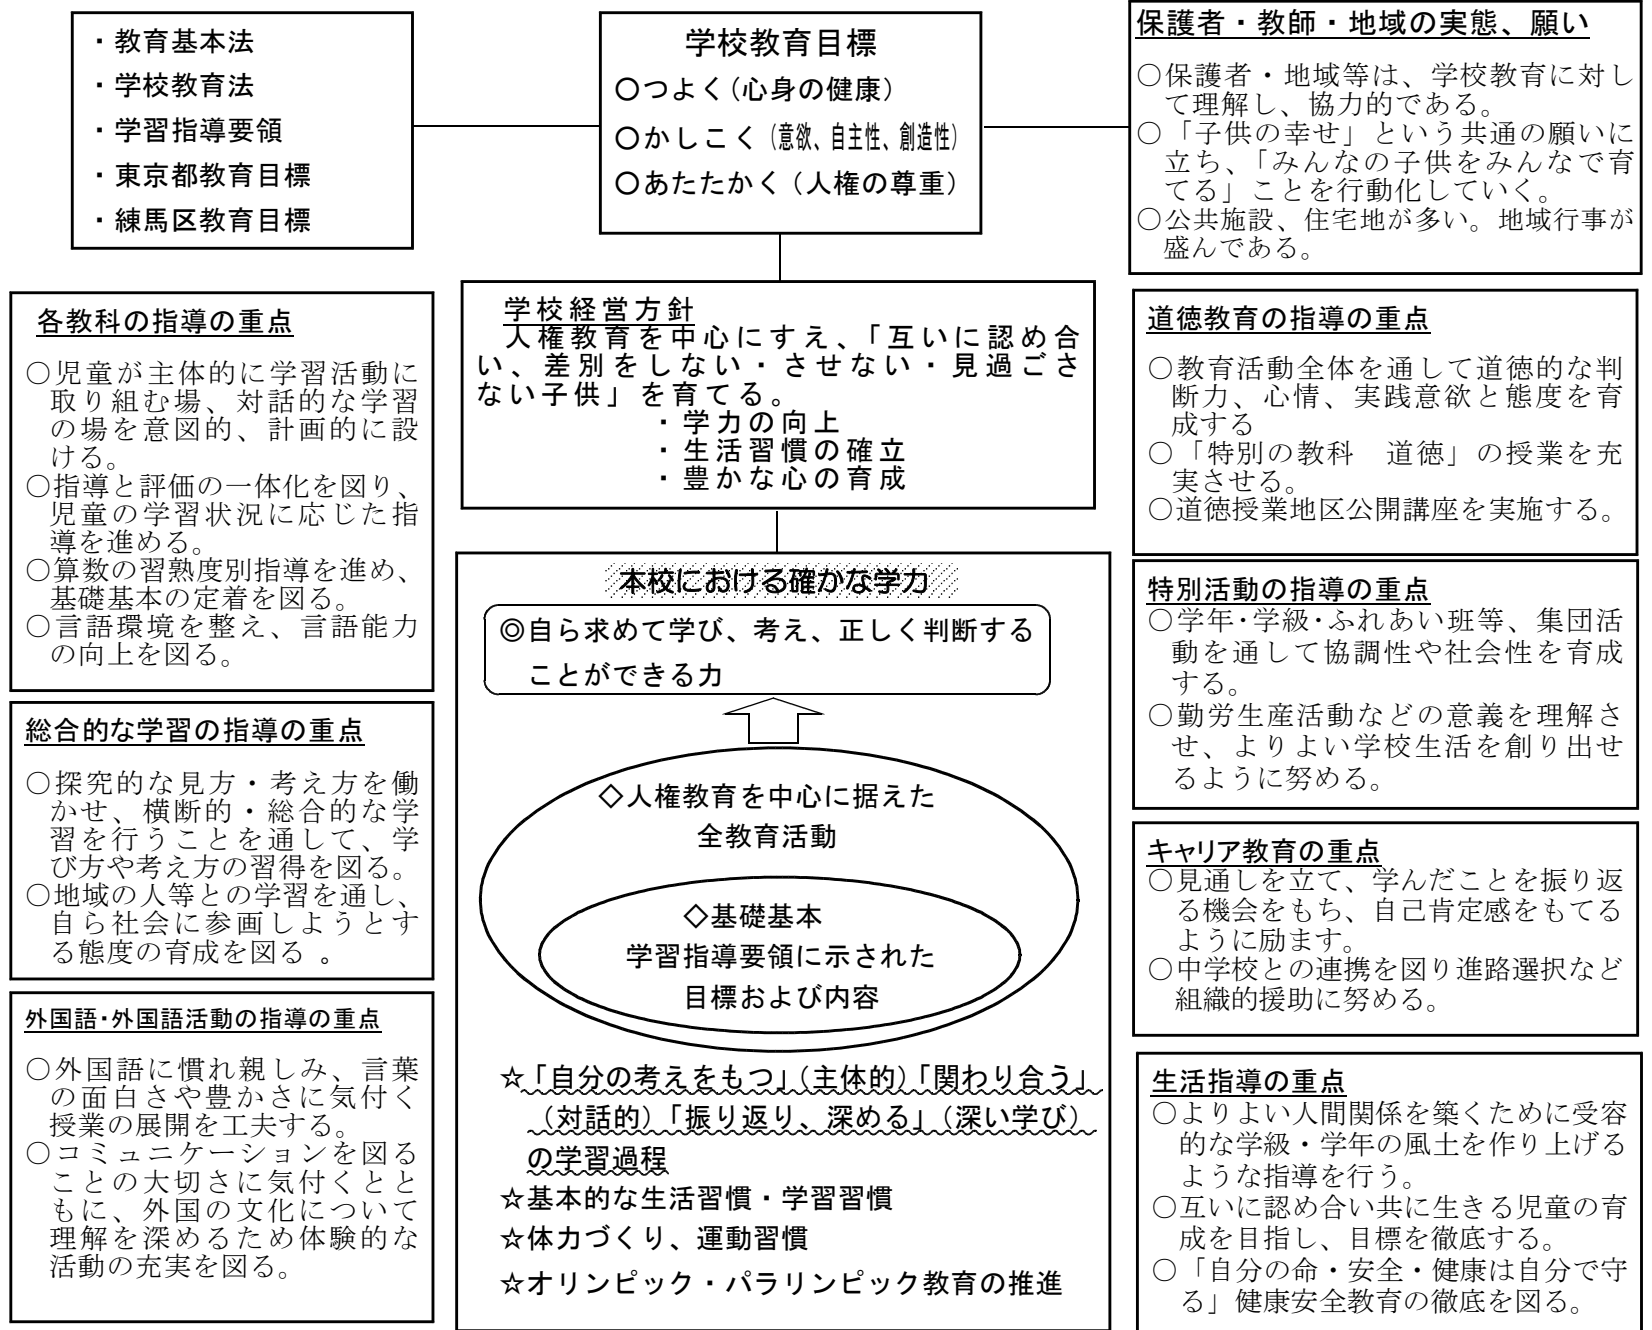 ・教育基本法
・学校教育法
・学習指導要領
・東京都教育目標
・練馬区教育目標
学校教育目標
○つよく(心身の健康)
○かしこく(意欲、自主性、創造性)
○あたたかく(人権の尊重)
保護者・教師・地域の実態、願い
○保護者・地域等は、学校教育に対し
て理解し、協力的である。
○「子供の幸せ」という共通の願いに
立ち、「みんなの子供をみんなで育
てる」ことを行動化していく。
○公共施設、住宅地が多い。地域行事が
盛んである。
学校経営方針
人権教育を中心にすえ、「互いに認め合
い、差別をしない・させない・見過ごさ
ない子供」を育てる。
・学力の向上
・生活習慣の確立
・豊かな心の育成
各教科の指導の重点
○児童が主体的に学習活動に
取り組む場、対話的な学習
の場を意図的、計画的に設
ける。
○指導と評価の一体化を図り、
児童の学習状況に応じた指
導を進める。
○算数の習熟度別指導を進め、
基礎基本の定着を図る。
○言語環境を整え、言語能力
の向上を図る。
総合的な学習の指導の重点
○探究的な見方・考え方を働
かせ、横断的・総合的な学
習を行うことを通して、学
び方や考え方の習得を図る。
○地域の人等との学習を通し、
自ら社会に参画しようとす
る態度の育成を図る 。
外国語・外国語活動の指導の重点
○外国語に慣れ親しみ、言葉
の面白さや豊かさに気付く
授業の展開を工夫する。
○コミュニケーションを図る
ことの大切さに気付くとと
もに、外国の文化について
理解を深めるため体験的な
活動の充実を図る。
本校における確かな学力
◎自ら求めて学び、考え、正しく判断する
ことができる力
◇人権教育を中心に据えた
全教育活動
◇基礎基本
学習指導要領に示された
目標および内容
☆「自分の考えをもつ」(主体的)「関わり合う」
(対話的)「振り返り、深める」(深い学び)
の学習過程
☆基本的な生活習慣・学習習慣
☆体力づくり、運動習慣
☆オリンピック・パラリンピック教育の推進
道徳教育の指導の重点
○教育活動全体を通して道徳的な判
断力、心情、実践意欲と態度を育
成する
○「特別の教科　道徳」の授業を充
実させる。
○道徳授業地区公開講座を実施する。
特別活動の指導の重点
○学年・学級・ふれあい班等、集団活
動を通して協調性や社会性を育成
する。
○勤労生産活動などの意義を理解さ
せ、よりよい学校生活を創り出せ
るように努める。
キャリア教育の重点
○見通しを立て、学んだことを振り返
る機会をもち、自己肯定感をもてる
ように励ます。
○中学校との連携を図り進路選択など
組織的援助に努める。
生活指導の重点
○よりよい人間関係を築くために受容
的な学級・学年の風土を作り上げる
ような指導を行う。
○互いに認め合い共に生きる児童の育
成を目指し、目標を徹底する。
○「自分の命・安全・健康は自分で守
る」健康安全教育の徹底を図る。